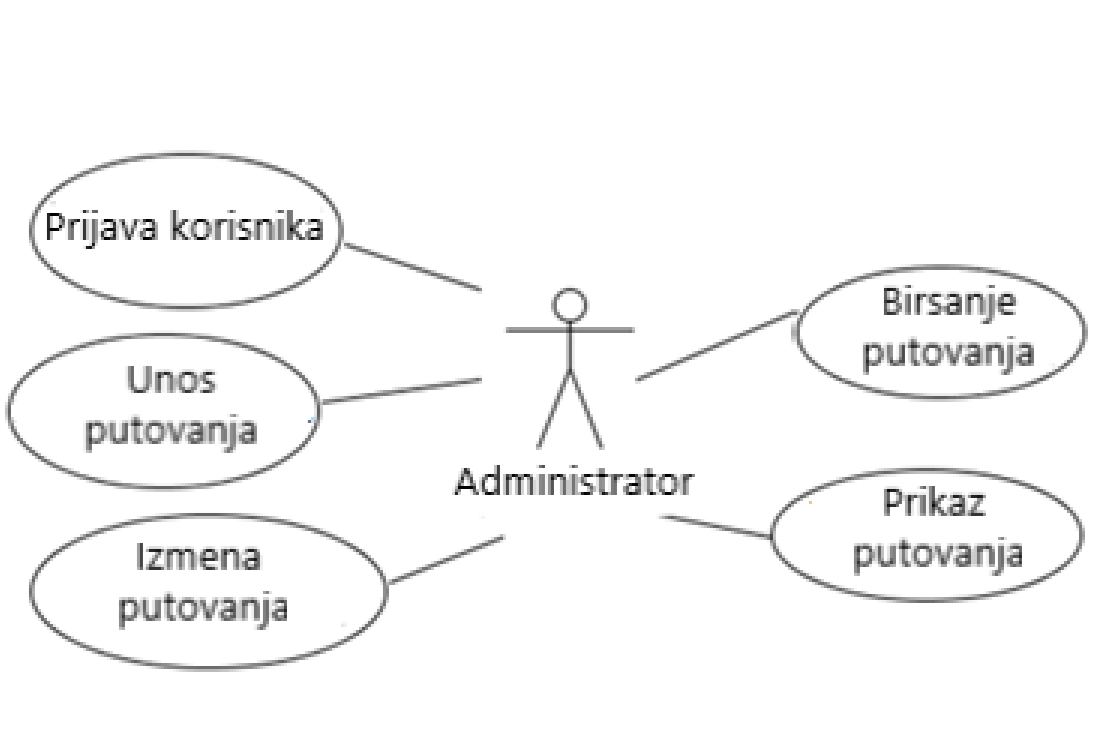 Prijava korisnika
Unos
putovanja
Izmena
putovanja
Administrator
Birsanje
putovanja
Prikaz
putovanja